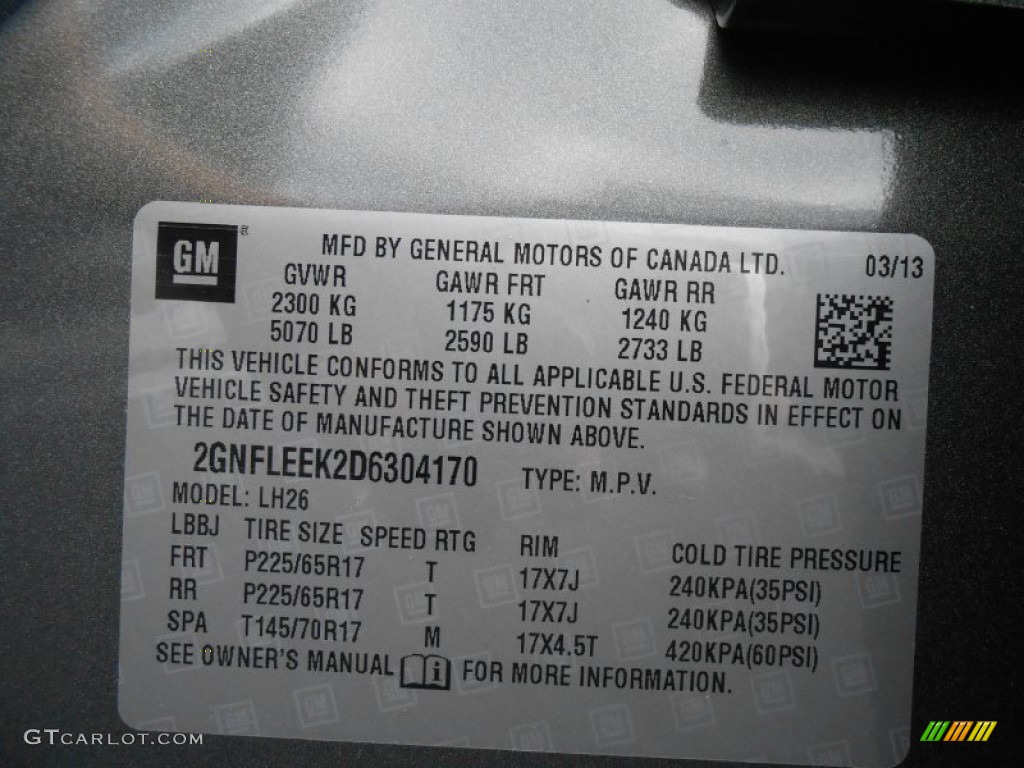 GM®
MFD BY GENERAL MOTORS OF CANADA LTD. 03/13
GVWR GAWR FRT GAWR RR
2300 KG 1175 KG 1240 KG
5070 LB 2590 LB 2733 LB
THIS VEHICLE CONFORMS TO ALL APPLICABLE U.S. FEDERAL MOTOR
VEHICLE SAFETY AND THEFT PREVENTION STANDARDS IN EFFECT ON
THE DATE OF MANUFACTURE SHOWN ABOVE.
2GNFLEEK2D6304170 TYPE: M.P.V.
MODEL: LH26
LBBJ TIRE SIZE SPEED RTG RIM COLD TIRE PRESSURE
FRT P225/65R17 T 17X7J 240KPA(35PSI)
RR P225/65R17 T 17X7J 240KPA(35PSI)
SPA T145/70R17 M 17X4.5T 420KPA(60PSI)
SEE OWNER'S MANUAL i FOR MORE INFORMATION.
GTCARLOT.COM